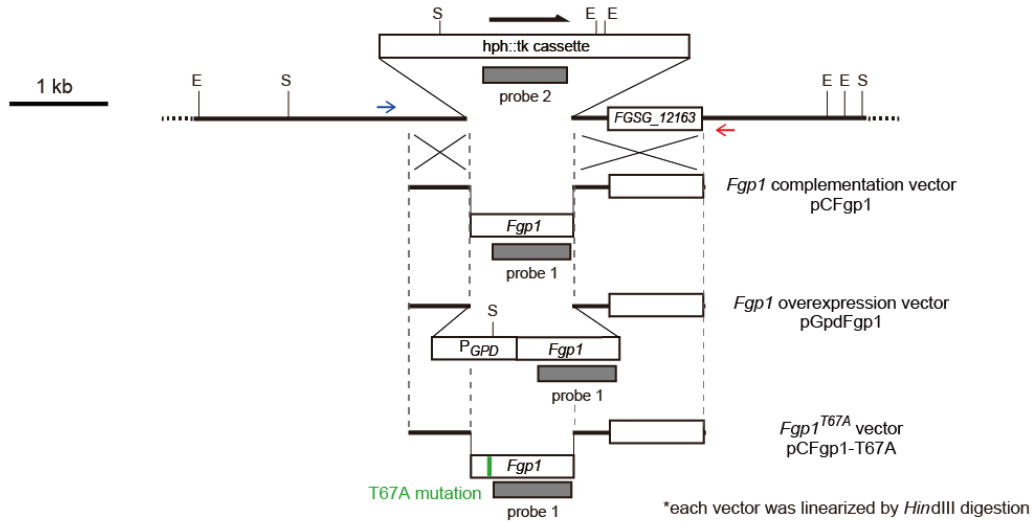 S E E
hph::tk cassette
1 kb E S probe 2 E E S
FGSG_12163
Fgp1 complementation vector
pCFgp1
Fgp1
probe 1
S
Fgp1 overexpression vector
pGpdFgp1
PGPD Fgp1
probe 1
Fgp1T67A vector
pCFgp1-T67A
Fgp1
T67A mutation
probe 1
*each vector was linearized by HindIII digestion